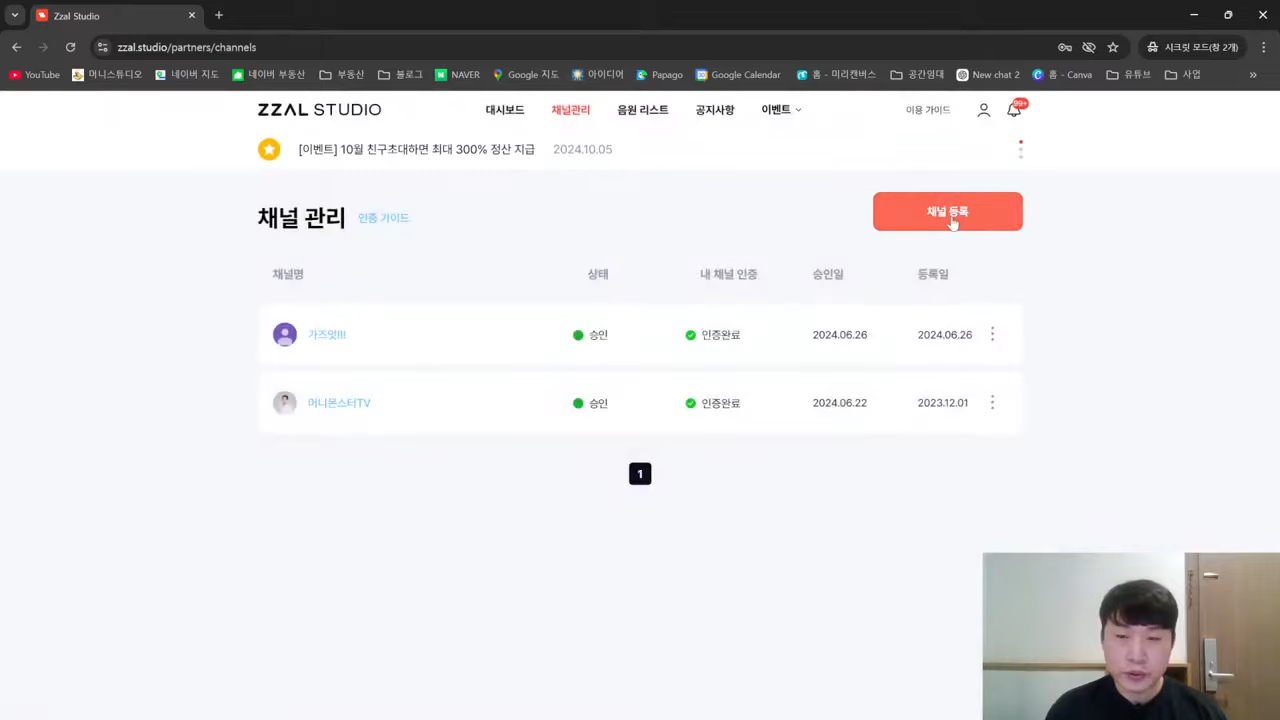 Zzal Studio
zzal.studio/partners/channels
시크릿 모드(창 2개)
YouTube 머니스튜디오 네이버 지도 네이버 부동산 부동산 블로그 NAVER Google 지도 아이디어 Papago Google Calendar 홈 - 미리캔버스 공간임대 New chat 2 홈 - Canva 유튜브 사업
ZZAL STUDIO 대시보드 채널관리 음원 리스트 공지사항 이벤트 이용 가이드 99+
[이벤트] 10월 친구초대하면 최대 300% 정산 지급 2024.10.05
채널 관리 인증 가이드 채널 등록
채널명 상태 내 채널 인증 승인일 등록일
가즈엇!!! 승인 인증완료 2024.06.26 2024.06.26
머니몬스터TV 승인 인증완료 2024.06.22 2023.12.01
1